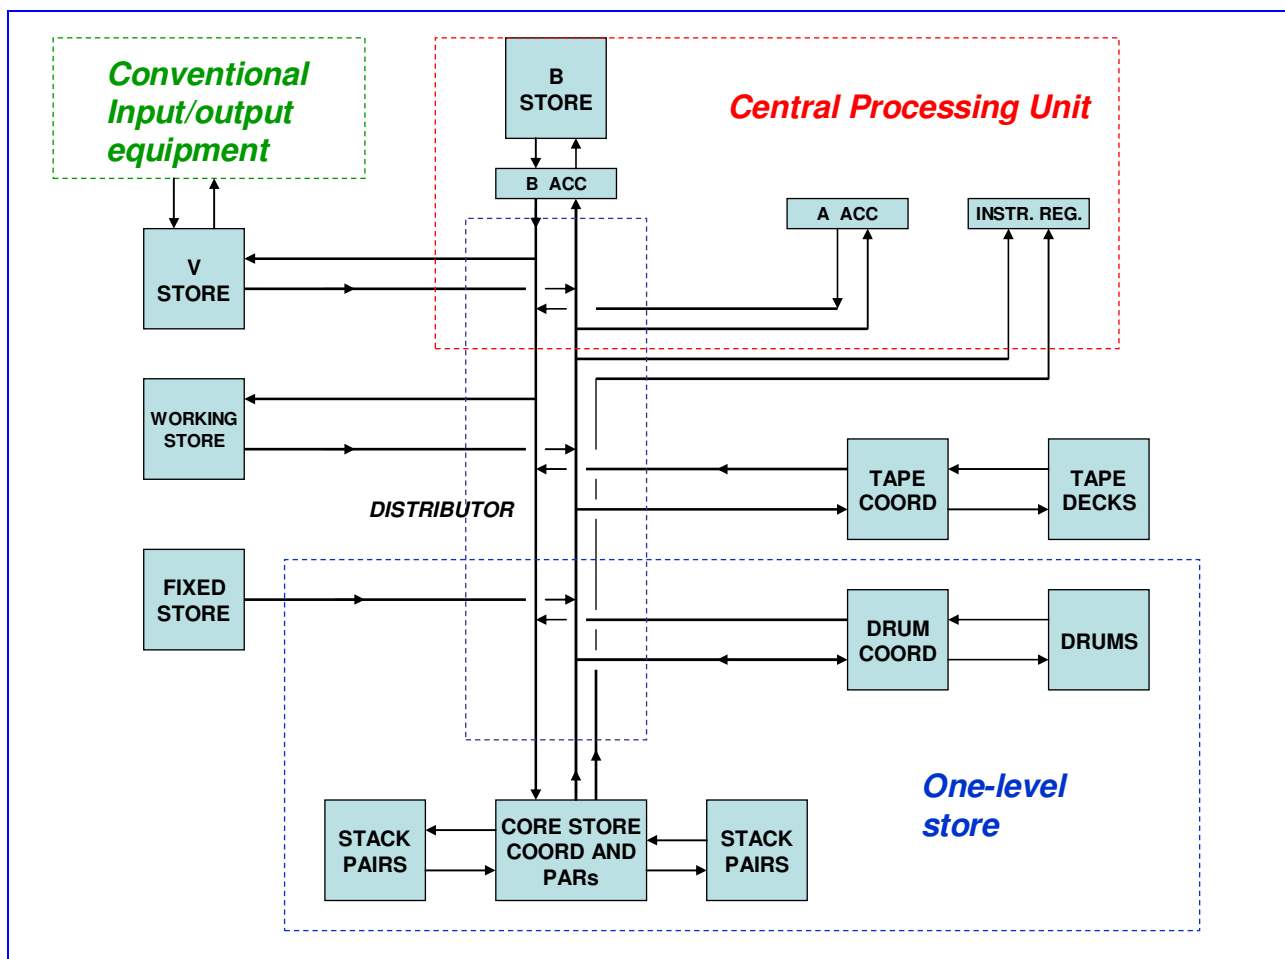 Conventional
Input/output
equipment
B
STORE
Central Processing Unit
B ACC
A ACC
INSTR. REG.
V
STORE
WORKING
STORE
DISTRIBUTOR
TAPE
COORD
TAPE
DECKS
FIXED
STORE
DRUM
COORD
DRUMS
One-level
store
STACK
PAIRS
CORE STORE
COORD AND
PARs
STACK
PAIRS